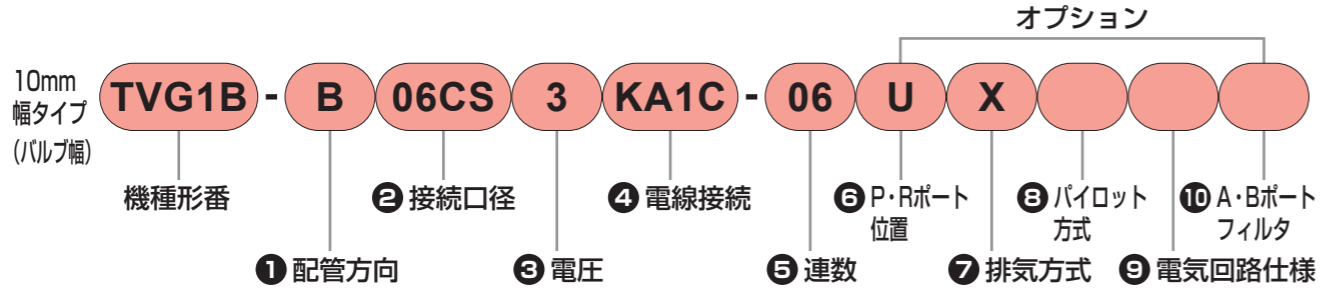 オプション
10mm
幅タイプ
(バルブ幅)
TVG1B - B 06CS 3 KA1C - 06 U X
機種形番
❷ 接続口径
❹ 電線接続
❻ P・Rポート
位置
❽ パイロット
方式
❿ A・Bポート
フィルタ
❶ 配管方向
❸ 電圧
❺ 連数
❼ 排気方式
❾ 電気回路仕様